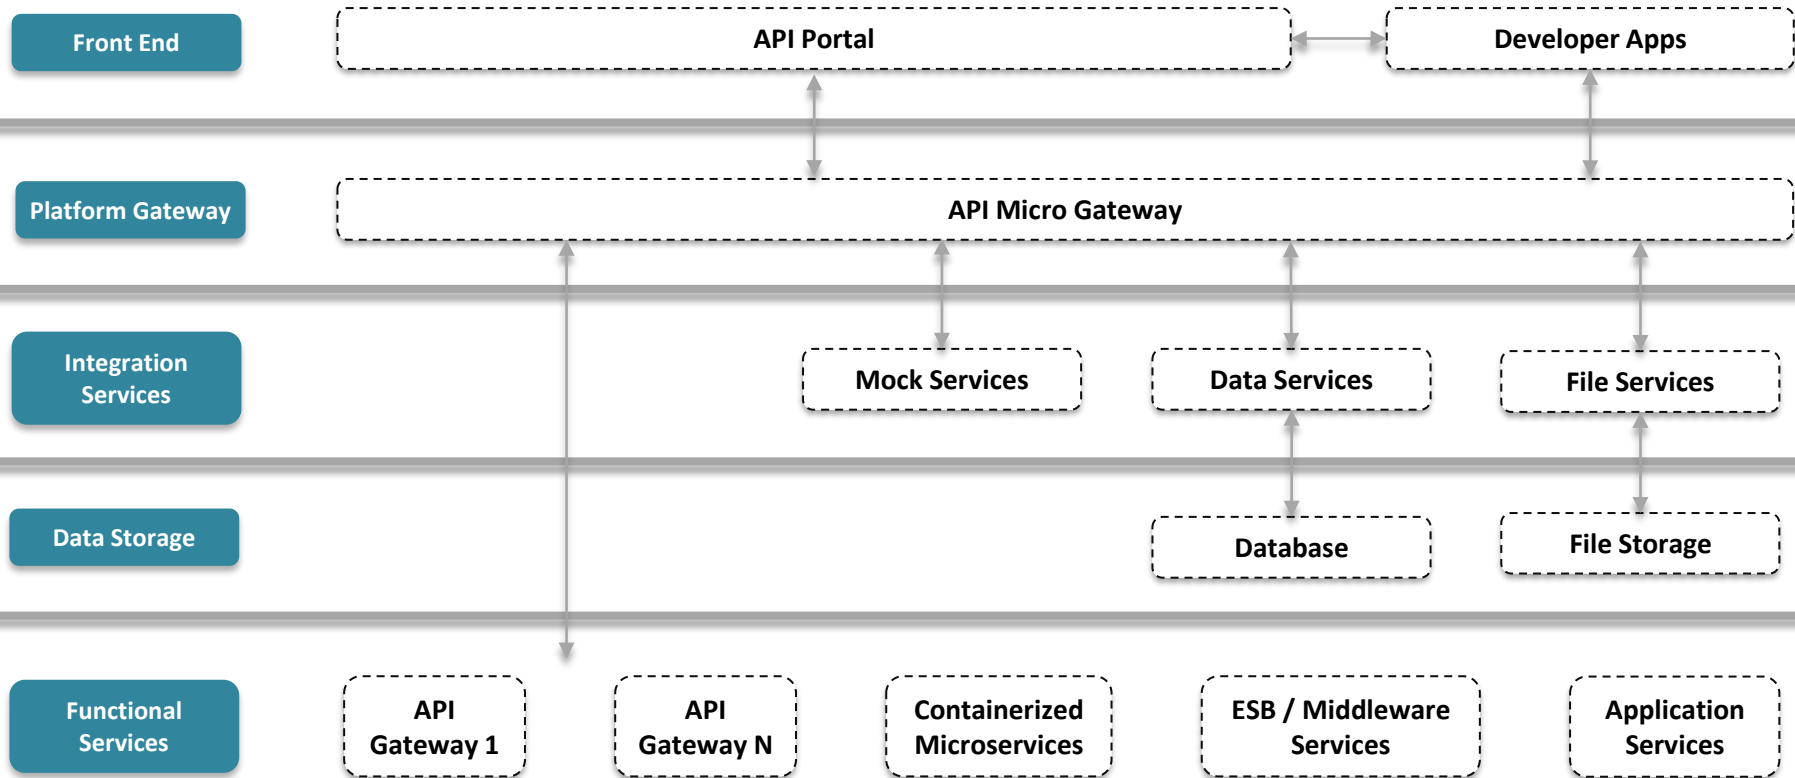 Front End
API Portal
Developer Apps
Platform Gateway
API Micro Gateway
Integration
Services
Mock Services
Data Services
File Services
Data Storage
Database
File Storage
Functional
Services
API
Gateway 1
API
Gateway N
Containerized
Microservices
ESB / Middleware
Services
Application
Services